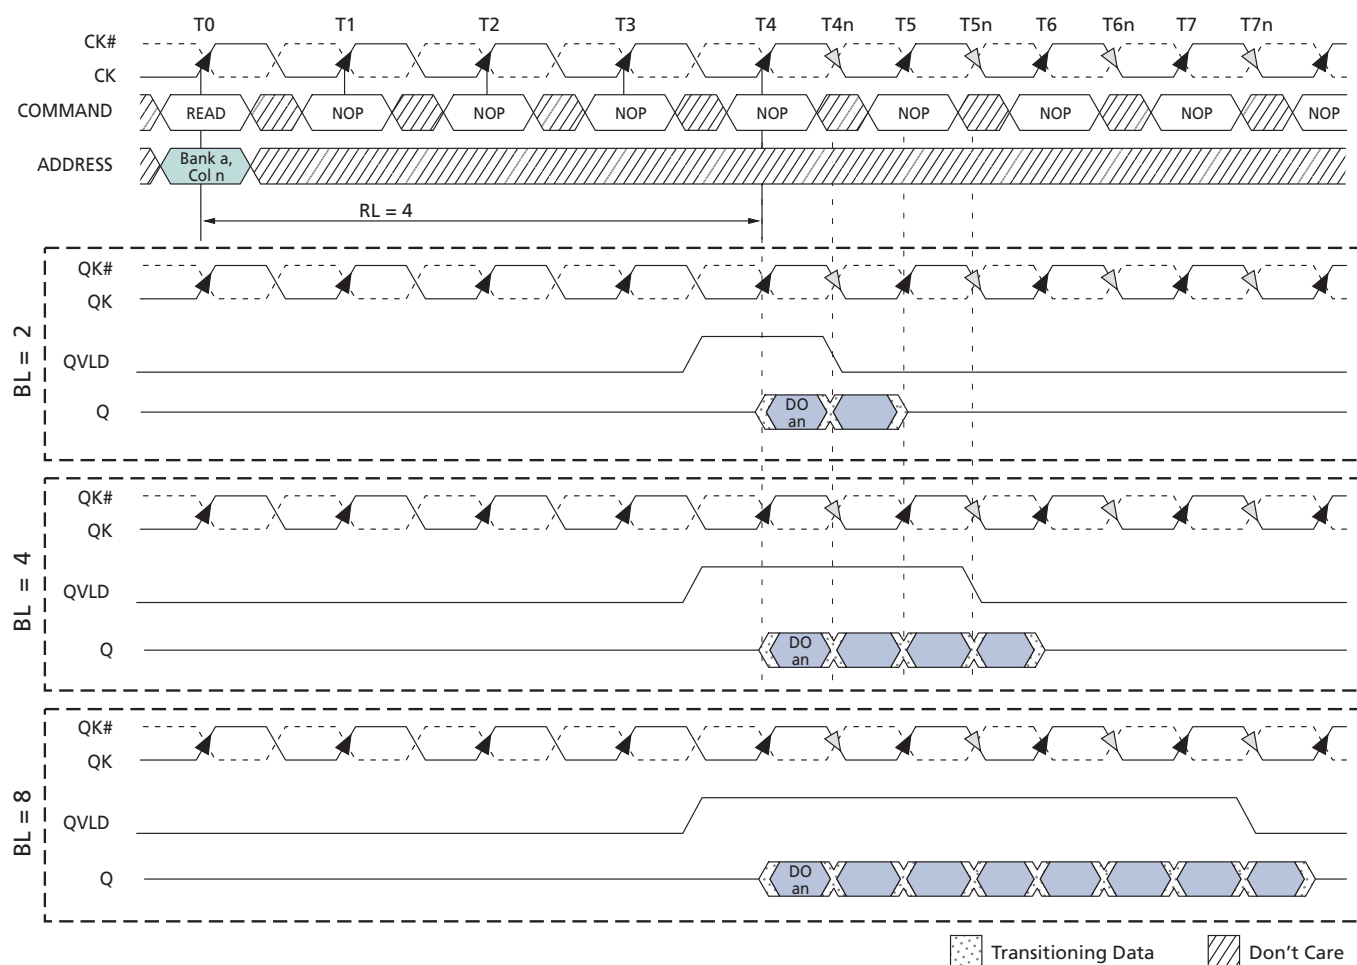 T0 T1 T2 T3 T4 T4n T5 T5n T6 T6n T7 T7n
CK#
CK
COMMAND READ NOP NOP NOP NOP NOP NOP NOP NOP
ADDRESS Bank a,
Col n
RL = 4
BL = 2
QK#
QK
QVLD
Q DO
an
BL = 4
QK#
QK
QVLD
Q DO
an
BL = 8
QK#
QK
QVLD
Q DO
an
Transitioning Data Don't Care